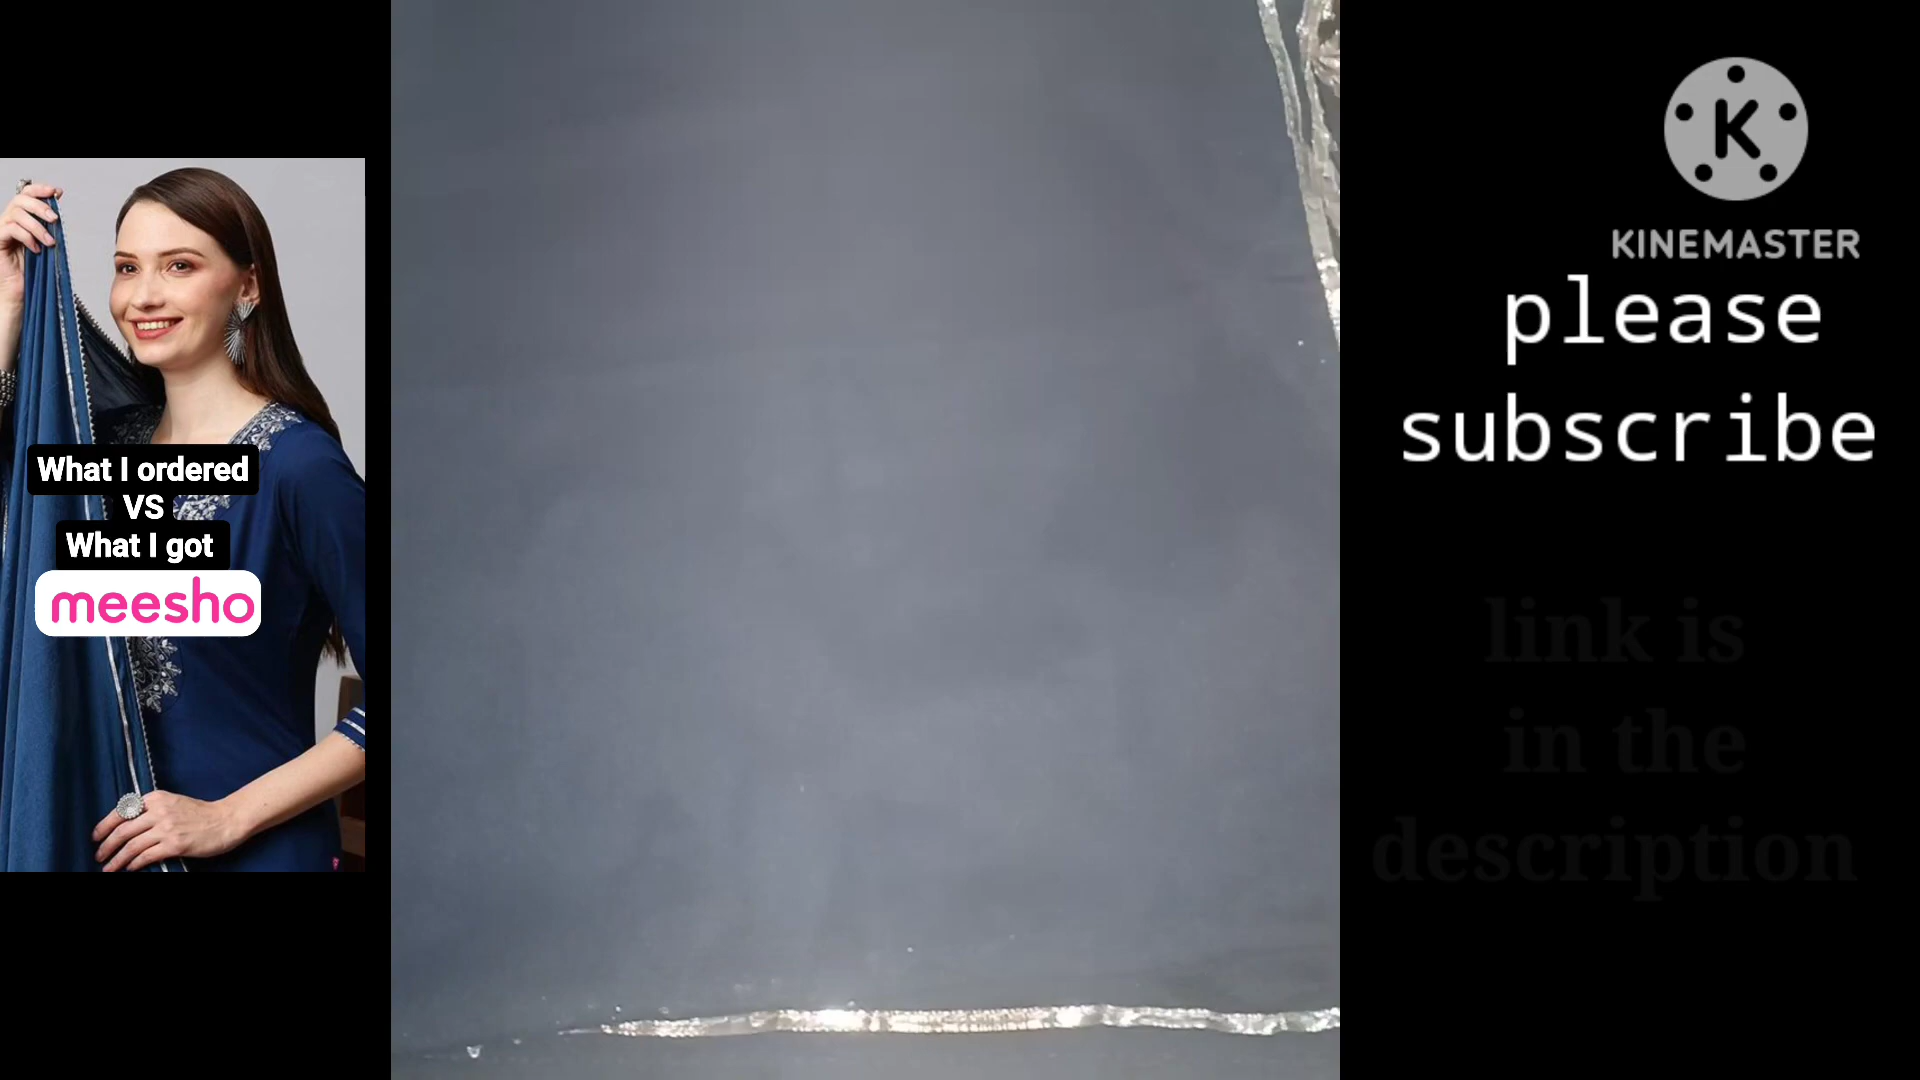 What I ordered
VS
What I got
meesho
K
KINEMASTER
please
subscribe
link is
in the
description